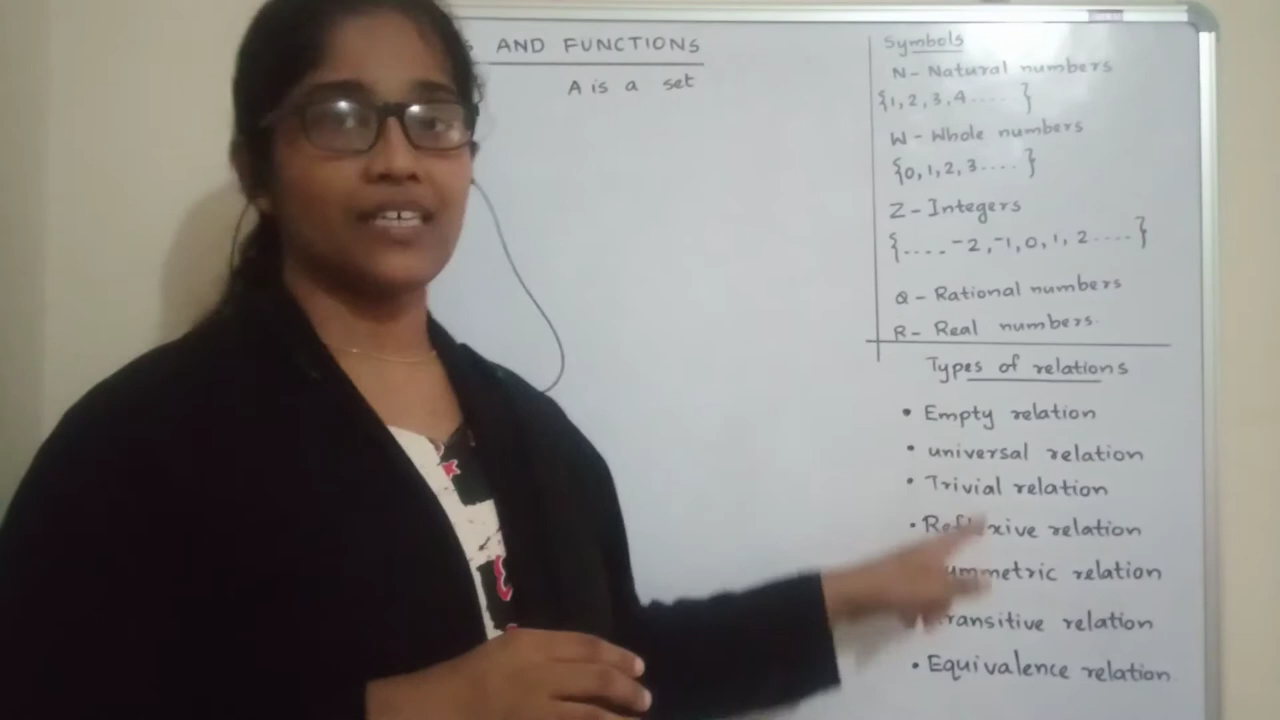 AND FUNCTIONS
A is a set
Symbols
N - Natural numbers
{1, 2, 3, 4 ..... }
W - Whole numbers
{0, 1, 2, 3 .... }
Z - Integers
{.... -2, -1, 0, 1, 2 ..... }
Q - Rational numbers
R - Real numbers
Types of relations
• Empty relation
• universal relation
• Trivial relation
• Reflexive relation
ummetric relation
ransitive relation
• Equivalence relation